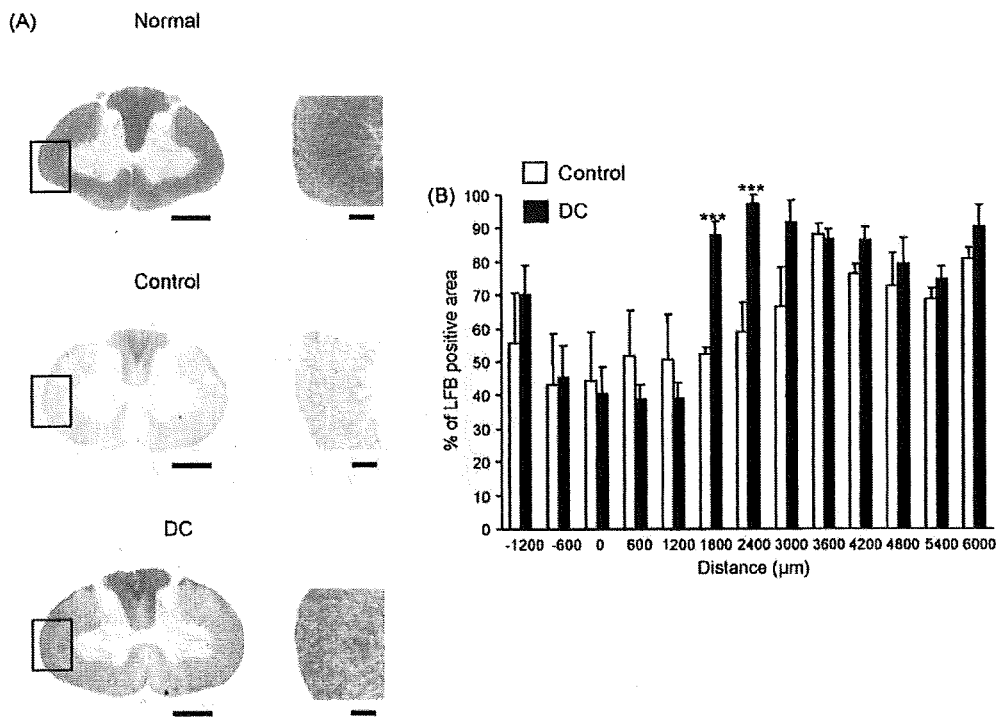 (A)
Normal
Control
DC
(B)
Control
DC
% of LFB positive area
100
90
80
70
60
50
40
30
20
10
0
***
***
-1200 -600 0 600 1200 1800 2400 3000 3600 4200 4800 5400 6000
Distance (μm)